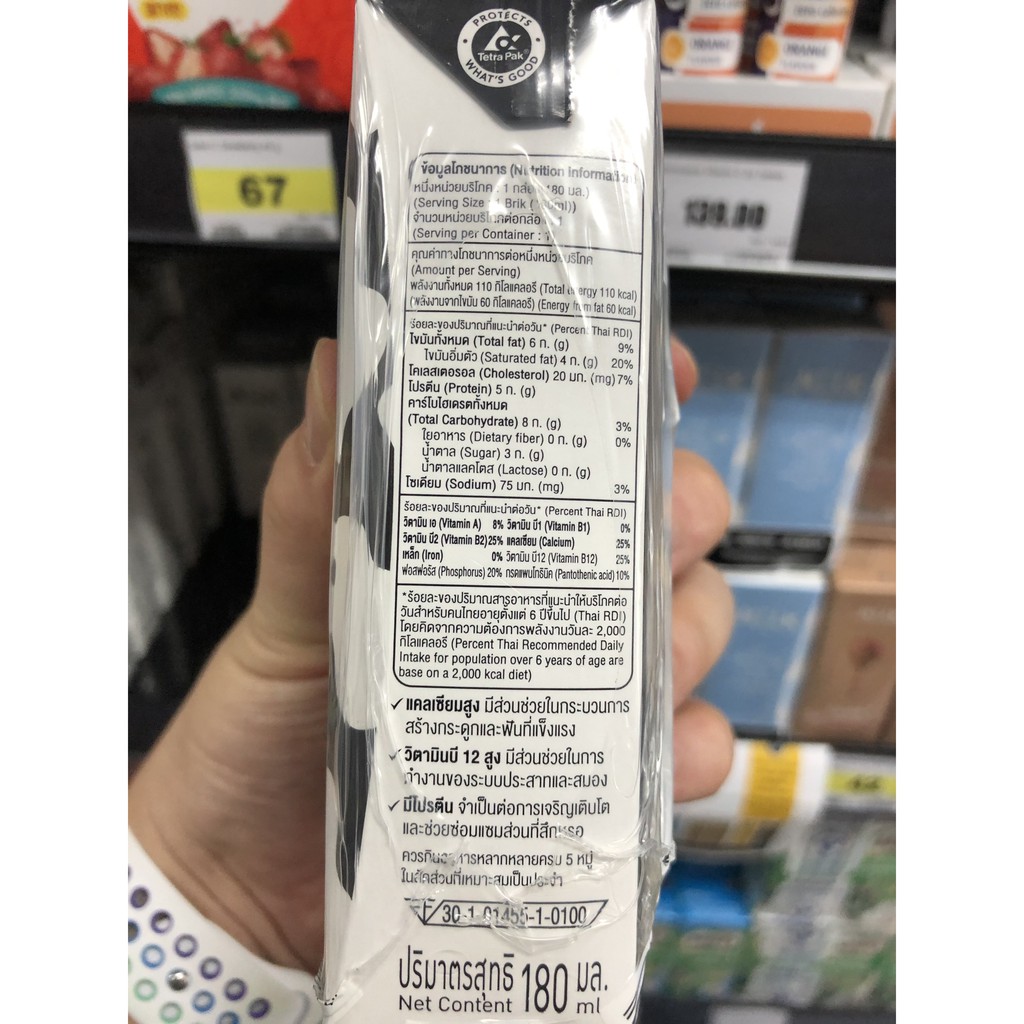 PROTECTS
Tetra Pak
WHAT'S GOOD
ORANGE
ORANGE
67
130.00
ข้อมูลโภชนาการ (Nutrition Information)
หนึ่งหน่วยบริโภค : 1 กล่อง 180 มล.)
(Serving Size : 1 Brik (180ml))
จำนวนหน่วยบริโภคต่อกล่อง : 1
(Serving per Container : 1
คุณค่าทางโภชนาการต่อหนึ่งหน่วยบริโภค
(Amount per Serving)
พลังงานทั้งหมด 110 กิโลแคลอรี (Total energy 110 kcal)
(พลังงานจากไขมัน 60 กิโลแคลอรี) (Energy from fat 60 kcal)
ร้อยละของปริมาณที่แนะนำต่อวัน* (Percent Thai RDI)
ไขมันทั้งหมด (Total fat) 6 ก. (g) 9%
ไขมันอิ่มตัว (Saturated fat) 4 ก. (g) 20%
โคเลสเตอรอล (Cholesterol) 20 มก. (mg) 7%
โปรตีน (Protein) 5 ก. (g)
คาร์โบไฮเดรตทั้งหมด
(Total Carbohydrate) 8 ก. (g) 3%
ใยอาหาร (Dietary fiber) 0 ก. (g) 0%
น้ำตาล (Sugar) 3 ก. (g)
น้ำตาลแลคโตส (Lactose) 0 ก. (g)
โซเดียม (Sodium) 75 มก. (mg) 3%
ร้อยละของปริมาณที่แนะนำต่อวัน* (Percent Thai RDI)
วิตามิน เอ (Vitamin A) 8% วิตามิน บี1 (Vitamin B1) 0%
วิตามิน บี2 (Vitamin B2) 25% แคลเซียม (Calcium) 25%
เหล็ก (Iron) 0% วิตามิน บี12 (Vitamin B12) 25%
ฟอสฟอรัส (Phosphorus) 20% กรดแพนโทธินิค (Pantothenic acid) 10%
*ร้อยละของปริมาณสารอาหารที่แนะนำให้บริโภคต่อ
วันสำหรับคนไทยอายุตั้งแต่ 6 ปีขึ้นไป (Thai RDI)
โดยคิดจากความต้องการพลังงานวันละ 2,000
กิโลแคลอรี (Percent Thai Recommended Daily
Intake for population over 6 years of age are
base on a 2,000 kcal diet)
✓ แคลเซียมสูง มีส่วนช่วยในกระบวนการ
สร้างกระดูกและฟันที่แข็งแรง
✓ วิตามินบี 12 สูง มีส่วนช่วยในการ
ทำงานของระบบประสาทและสมอง
✓ มีโปรตีน จำเป็นต่อการเจริญเติบโต
และช่วยซ่อมแซมส่วนที่สึกหรอ
ควรกินอาหารหลากหลายครบ 5 หมู่
ในสัดส่วนที่เหมาะสมเป็นประจำ
30-1-01455-1-0100
ปริมาตรสุทธิ 180 มล.
Net Content ml